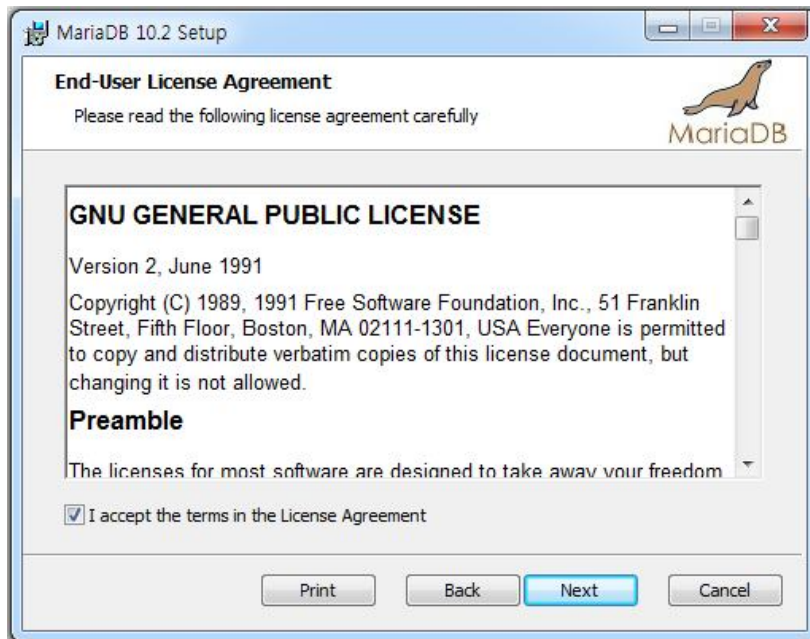 MariaDB 10.2 Setup
End-User License Agreement
Please read the following license agreement carefully
MariaDB
GNU GENERAL PUBLIC LICENSE
Version 2, June 1991
Copyright (C) 1989, 1991 Free Software Foundation, Inc., 51 Franklin
Street, Fifth Floor, Boston, MA 02111-1301, USA Everyone is permitted
to copy and distribute verbatim copies of this license document, but
changing it is not allowed.
Preamble
The licenses for most software are designed to take away your freedom
I accept the terms in the License Agreement
Print
Back
Next
Cancel